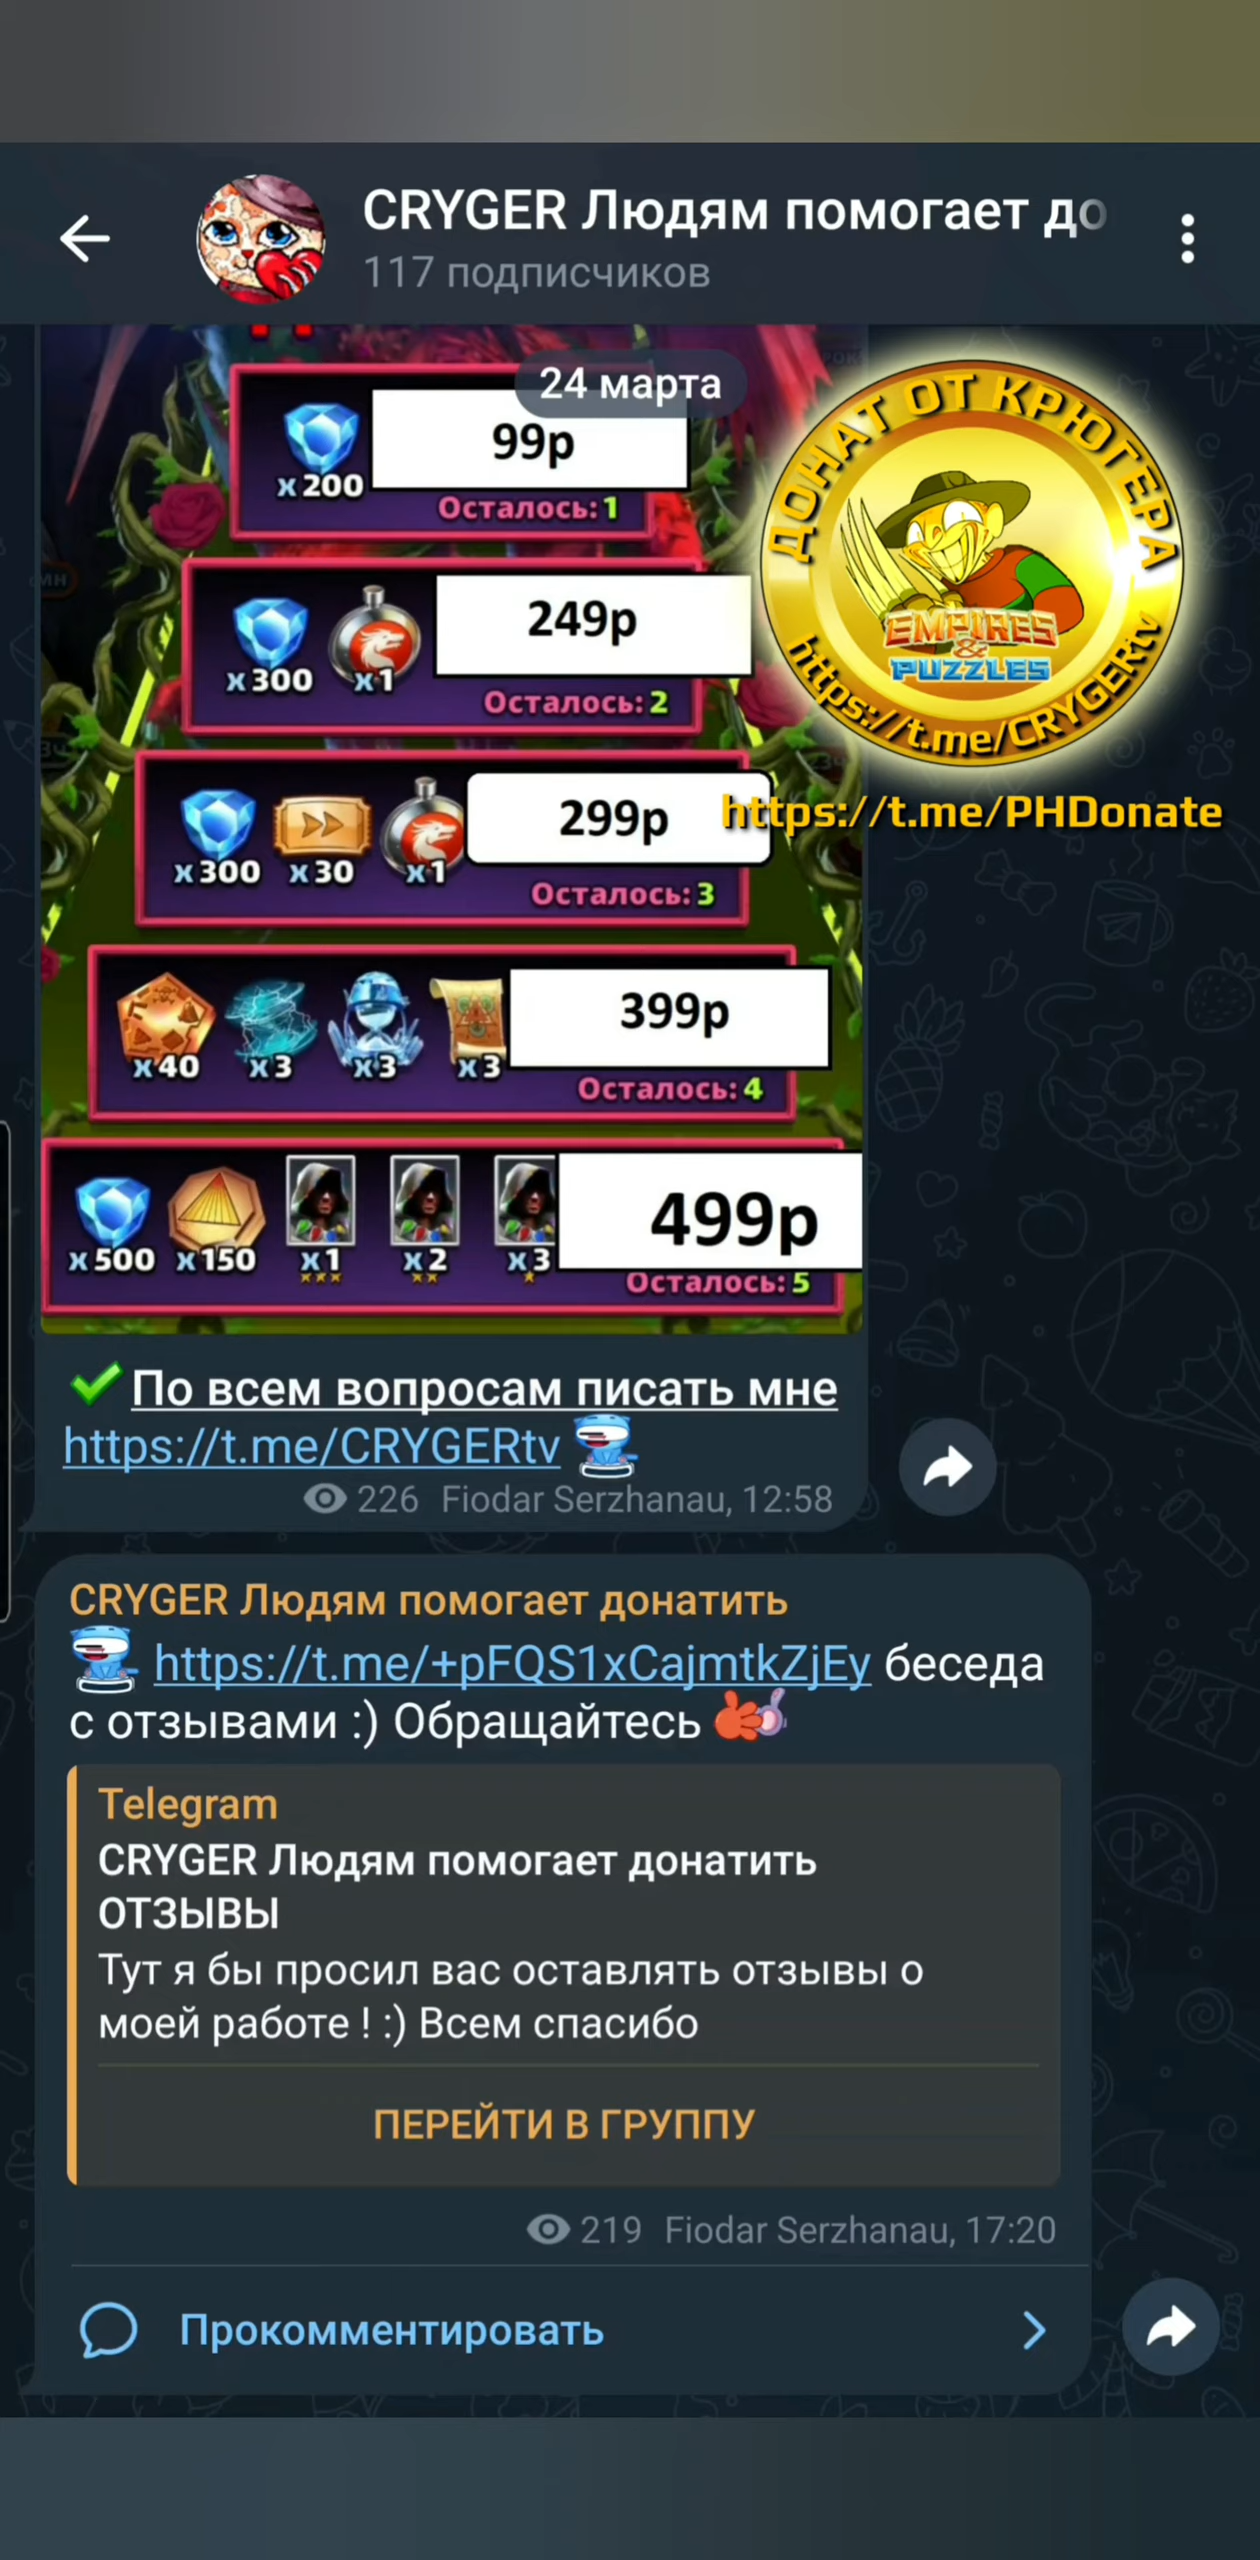 CRYGER Людям помогает до
117 подписчиков
24 марта
x200
99р
Осталось: 1
x300
x1
249р
Осталось: 2
x300
x30
x1
299р
Осталось: 3
x40
x3
x3
x3
399р
Осталось: 4
x500
x150
x1
x2
x3
499р
Осталось: 5
ДОНАТ ОТ КРЮГЕРА
EMPIRES
&
PUZZLES
https://t.me/CRYGERtv
https://t.me/PHDonate
По всем вопросам писать мне
https://t.me/CRYGERtv
226 Fiodar Serzhanau, 12:58
CRYGER Людям помогает донатить
https://t.me/+pFQS1xCajmtkZjEy беседа
с отзывами :) Обращайтесь
Telegram
CRYGER Людям помогает донатить
ОТЗЫВЫ
Тут я бы просил вас оставлять отзывы о
моей работе ! :) Всем спасибо
ПЕРЕЙТИ В ГРУППУ
219 Fiodar Serzhanau, 17:20
Прокомментировать